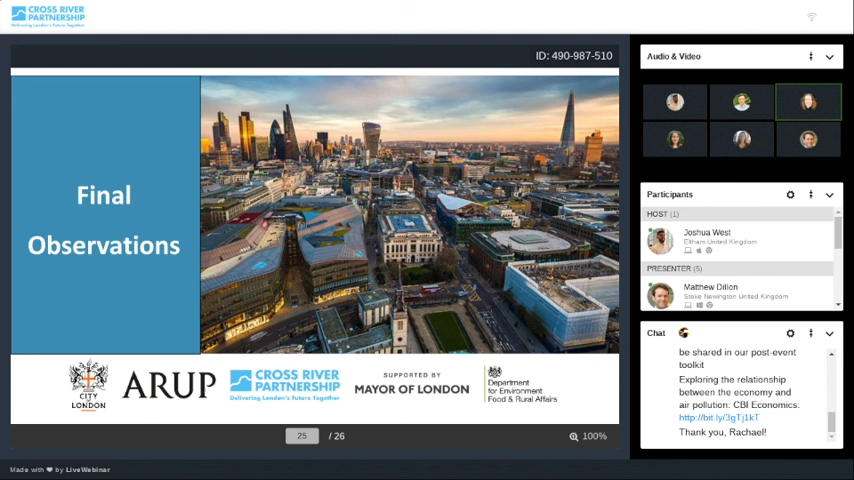 CROSS RIVER
PARTNERSHIP
Delivering London's Future Together
ID: 490-987-510
Final
Observations
CITY
OF
LONDON
ARUP
CROSS RIVER
PARTNERSHIP
Delivering London's Future Together
SUPPORTED BY
MAYOR OF LONDON
Department
for Environment
Food & Rural Affairs
25 / 26
100%
Audio & Video
Participants
HOST (1)
Joshua West
Eltham United Kingdom
PRESENTER (5)
Matthew Dillon
Stoke Newington United Kingdom
Chat
be shared in our post-event
toolkit
Exploring the relationship
between the economy and
air pollution: CBI Economics:
http://bit.ly/3gTj1kT
Thank you, Rachael!
Made with ❤ by LiveWebinar